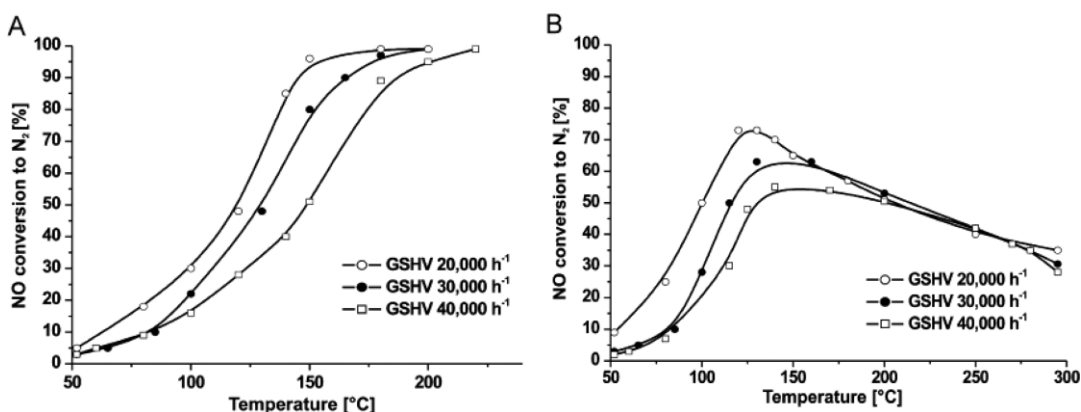 A
NO conversion to N₂ [%]
100
90
80
70
60
50
40
30
20
10
0
GSHV 20,000 h⁻¹
GSHV 30,000 h⁻¹
GSHV 40,000 h⁻¹
50 100 150 200
Temperature [°C]
B
NO conversion to N₂ [%]
100
90
80
70
60
50
40
30
20
10
0
GSHV 20,000 h⁻¹
GSHV 30,000 h⁻¹
GSHV 40,000 h⁻¹
50 100 150 200 250 300
Temperature [°C]